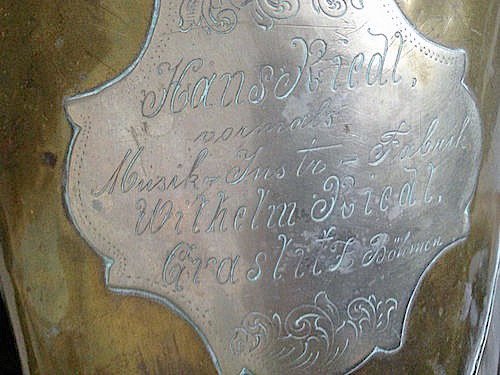 Hans Riedl,
vormals
Musik-Instr.-Fabrik
Wilhelm Riedl,
Graslitz Böhmen